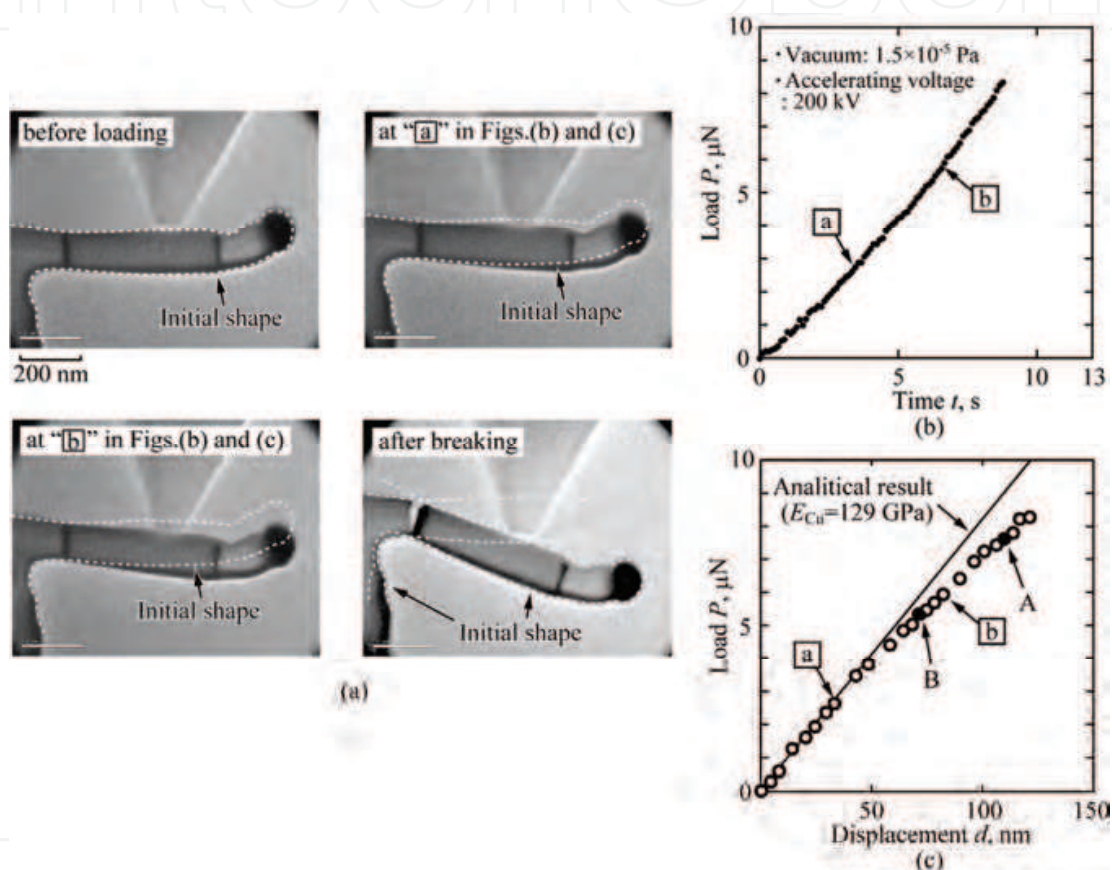 before loading
Initial shape
200 nm
at “a” in Figs.(b) and (c)
Initial shape
at “b” in Figs.(b) and (c)
Initial shape
after breaking
Initial shape
(a)
10
5
0
Load P, μN
· Vacuum: 1.5×10⁻⁵ Pa
· Accelerating voltage
: 200 kV
a
b
0
5
10
13
Time t, s
(b)
10
5
0
Load P, μN
Analitical result
(E_Cu=129 GPa)
a
B
b
A
50
100
150
Displacement d, nm
(c)